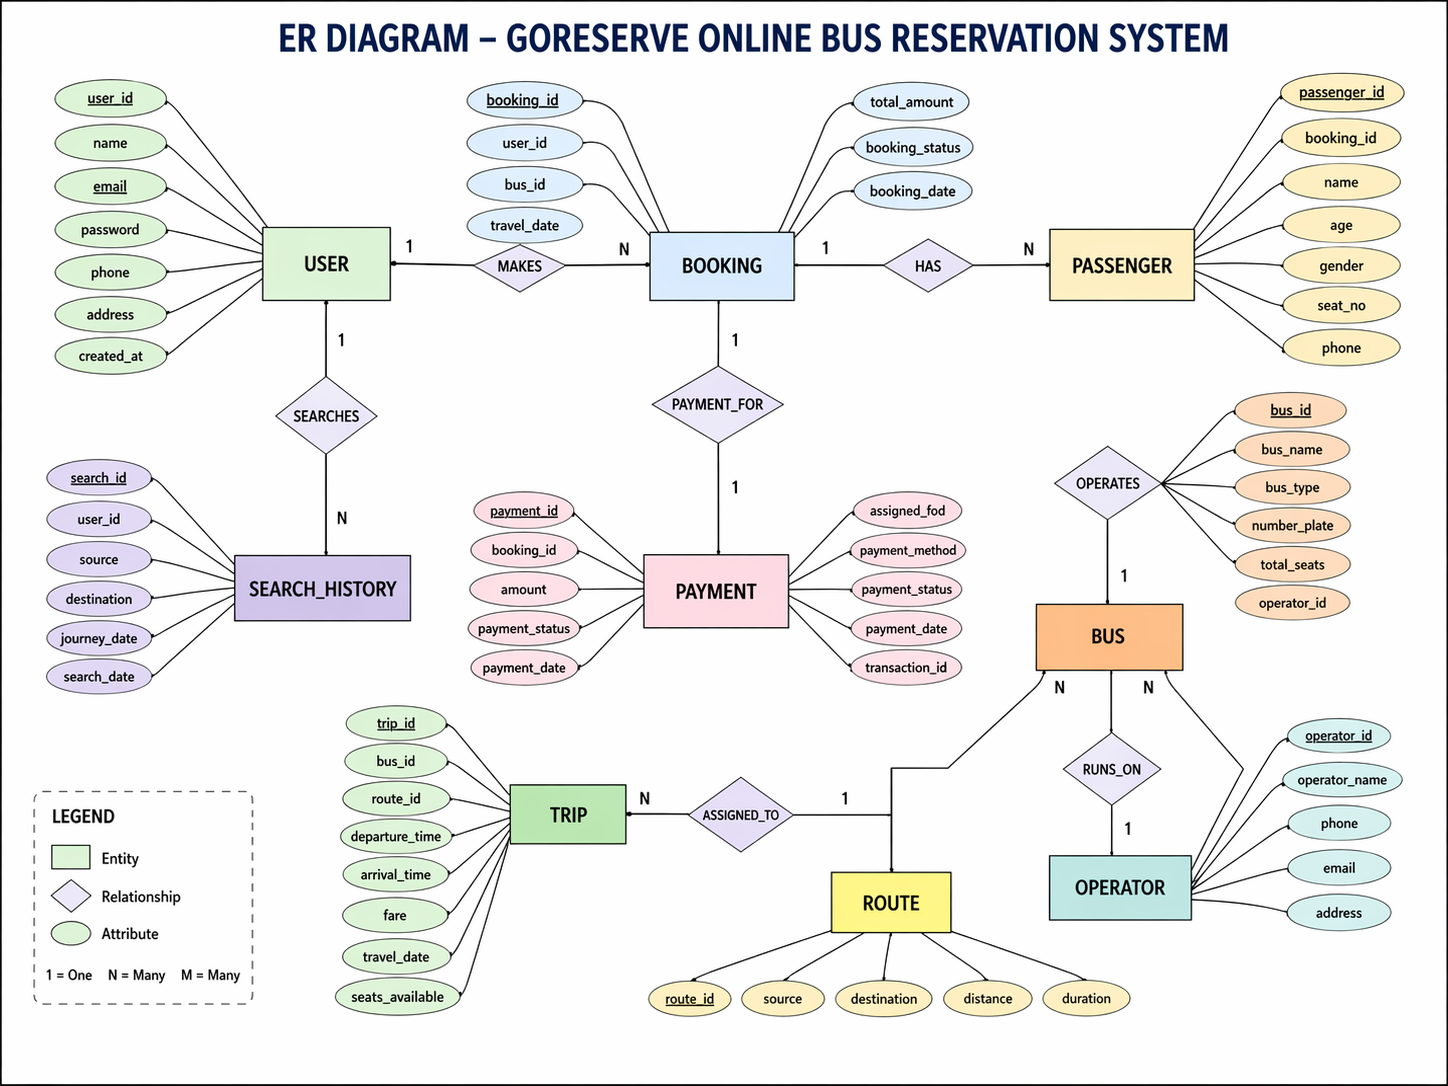 ER DIAGRAM – GORESERVE ONLINE BUS RESERVATION SYSTEM
user_id
name
email
password
phone
address
created_at
USER
1
MAKES
N
booking_id
user_id
bus_id
travel_date
BOOKING
total_amount
booking_status
booking_date
1
HAS
N
PASSENGER
passenger_id
booking_id
name
age
gender
seat_no
phone
1
SEARCHES
N
search_id
user_id
source
destination
journey_date
search_date
SEARCH_HISTORY
1
PAYMENT_FOR
1
payment_id
booking_id
amount
payment_status
payment_date
PAYMENT
assigned_fod
payment_method
payment_status
payment_date
transaction_id
OPERATES
bus_id
bus_name
bus_type
number_plate
total_seats
operator_id
1
BUS
N
N
RUNS_ON
1
OPERATOR
operator_id
operator_name
phone
email
address
trip_id
bus_id
route_id
departure_time
arrival_time
fare
travel_date
seats_available
TRIP
N
ASSIGNED_TO
1
ROUTE
route_id
source
destination
distance
duration
LEGEND
Entity
Relationship
Attribute
1 = One N = Many M = Many